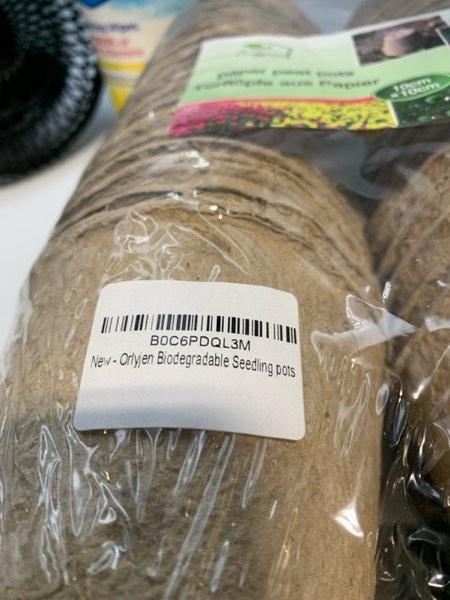 paper peat pots
Torftöpfe aus Papier
10cm
10cm
B0C6PDQL3M
New - Orlyjen Biodegradable Seedling pots